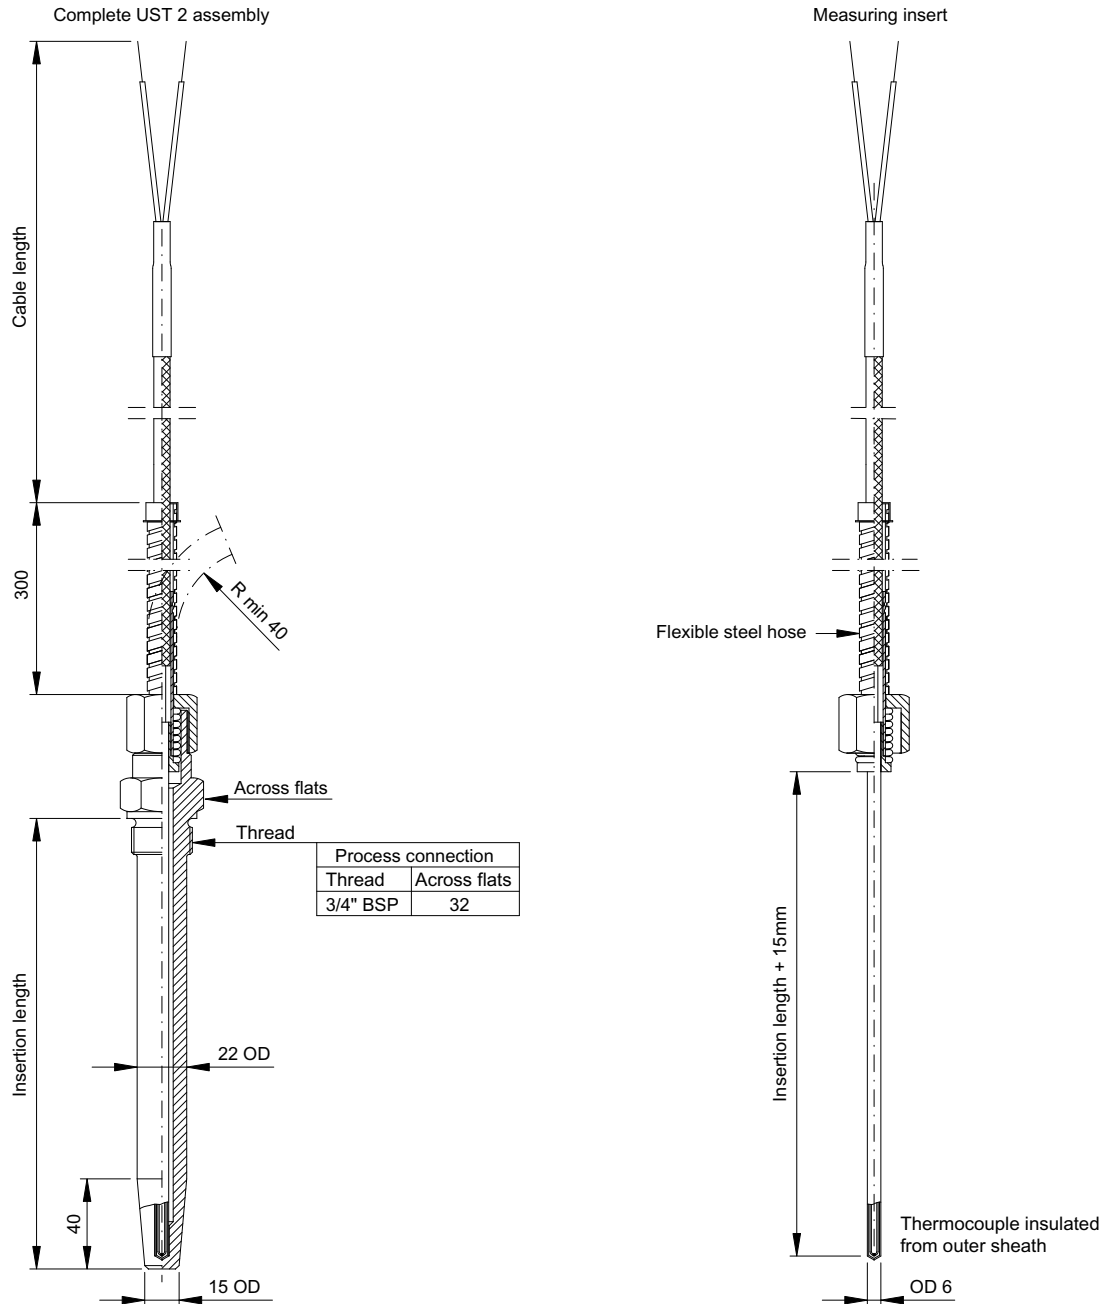 Complete UST 2 assembly
Measuring insert
Cable length
300
R min 40
Flexible steel hose
Across flats
Thread
Process connection
Thread Across flats
3/4" BSP 32
Insertion length
Insertion length + 15mm
22 OD
40
15 OD
Thermocouple insulated
from outer sheath
OD 6